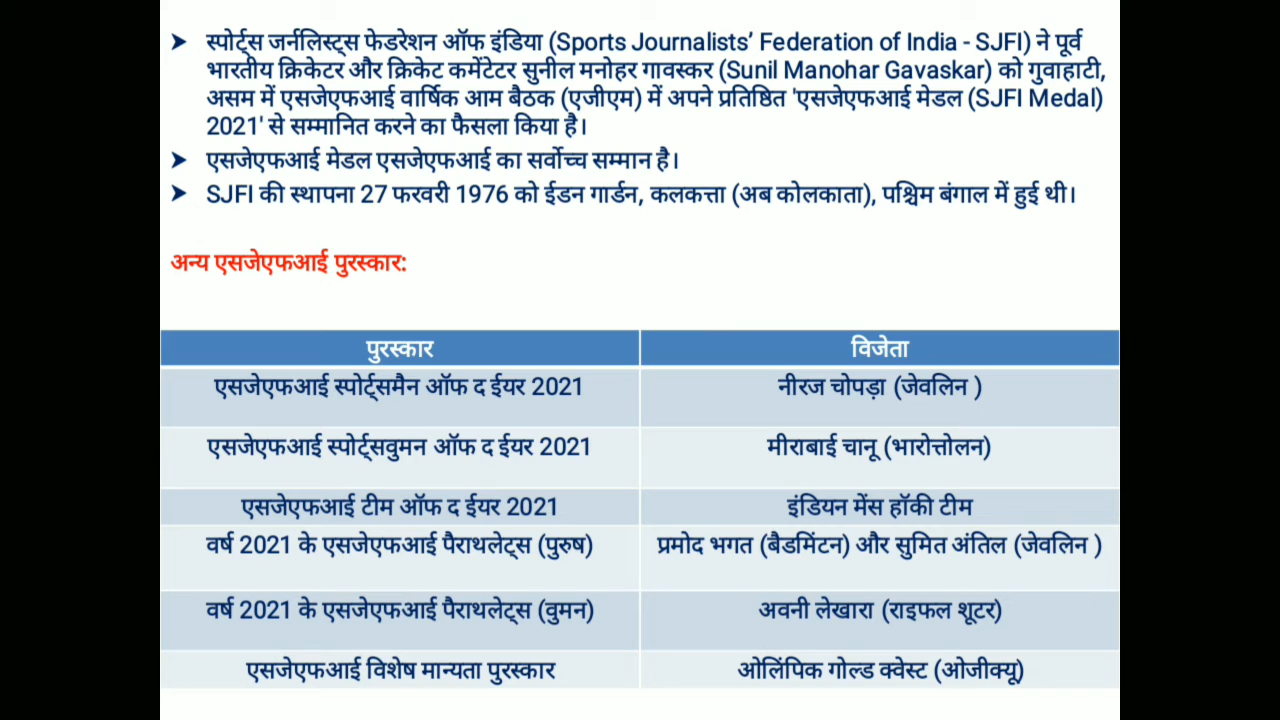 ➤ स्पोर्ट्स जर्नलिस्ट्स फेडरेशन ऑफ इंडिया (Sports Journalists’ Federation of India - SJFI) ने पूर्व
भारतीय क्रिकेटर और क्रिकेट कमेंटेटर सुनील मनोहर गावस्कर (Sunil Manohar Gavaskar) को गुवाहाटी,
असम में एसजेएफआई वार्षिक आम बैठक (एजीएम) में अपने प्रतिष्ठित 'एसजेएफआई मेडल (SJFI Medal)
2021' से सम्मानित करने का फैसला किया है।
➤ एसजेएफआई मेडल एसजेएफआई का सर्वोच्च सम्मान है।
➤ SJFI की स्थापना 27 फरवरी 1976 को ईडन गार्डन, कलकत्ता (अब कोलकाता), पश्चिम बंगाल में हुई थी।
अन्य एसजेएफआई पुरस्कार:
पुरस्कार विजेता
एसजेएफआई स्पोर्ट्समैन ऑफ द ईयर 2021 नीरज चोपड़ा (जेवलिन )
एसजेएफआई स्पोर्ट्सवुमन ऑफ द ईयर 2021 मीराबाई चानू (भारोत्तोलन)
एसजेएफआई टीम ऑफ द ईयर 2021 इंडियन मेंस हॉकी टीम
वर्ष 2021 के एसजेएफआई पैराथलेट्स (पुरुष) प्रमोद भगत (बैडमिंटन) और सुमित अंतिल (जेवलिन )
वर्ष 2021 के एसजेएफआई पैराथलेट्स (वुमन) अवनी लेखारा (राइफल शूटर)
एसजेएफआई विशेष मान्यता पुरस्कार ओलिंपिक गोल्ड क्वेस्ट (ओजीक्यू)